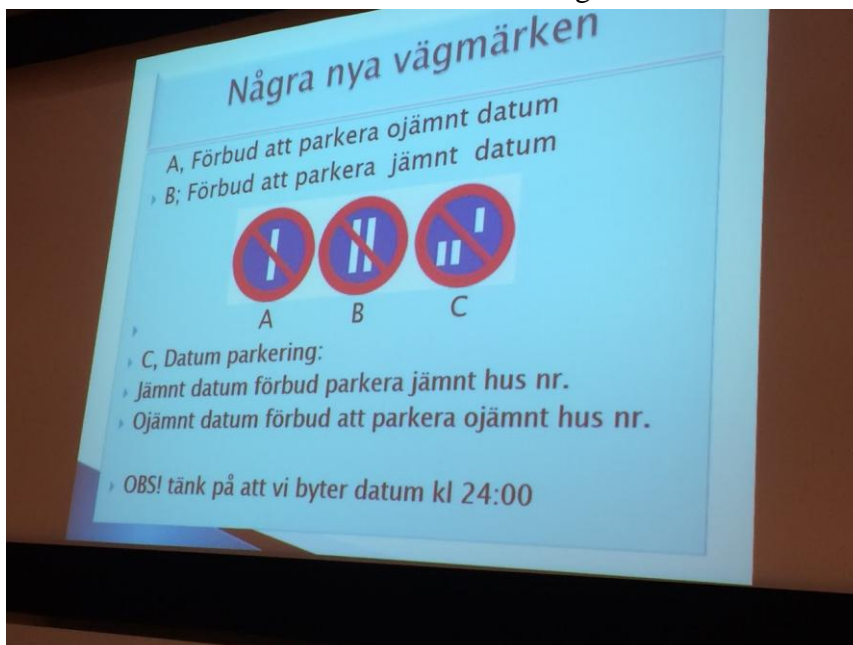 Några nya vägmärken
A, Förbud att parkera ojämnt datum
B; Förbud att parkera jämnt datum
A B C
C, Datum parkering:
Jämnt datum förbud parkera jämnt hus nr.
Ojämnt datum förbud att parkera ojämnt hus nr.
OBS! tänk på att vi byter datum kl 24:00